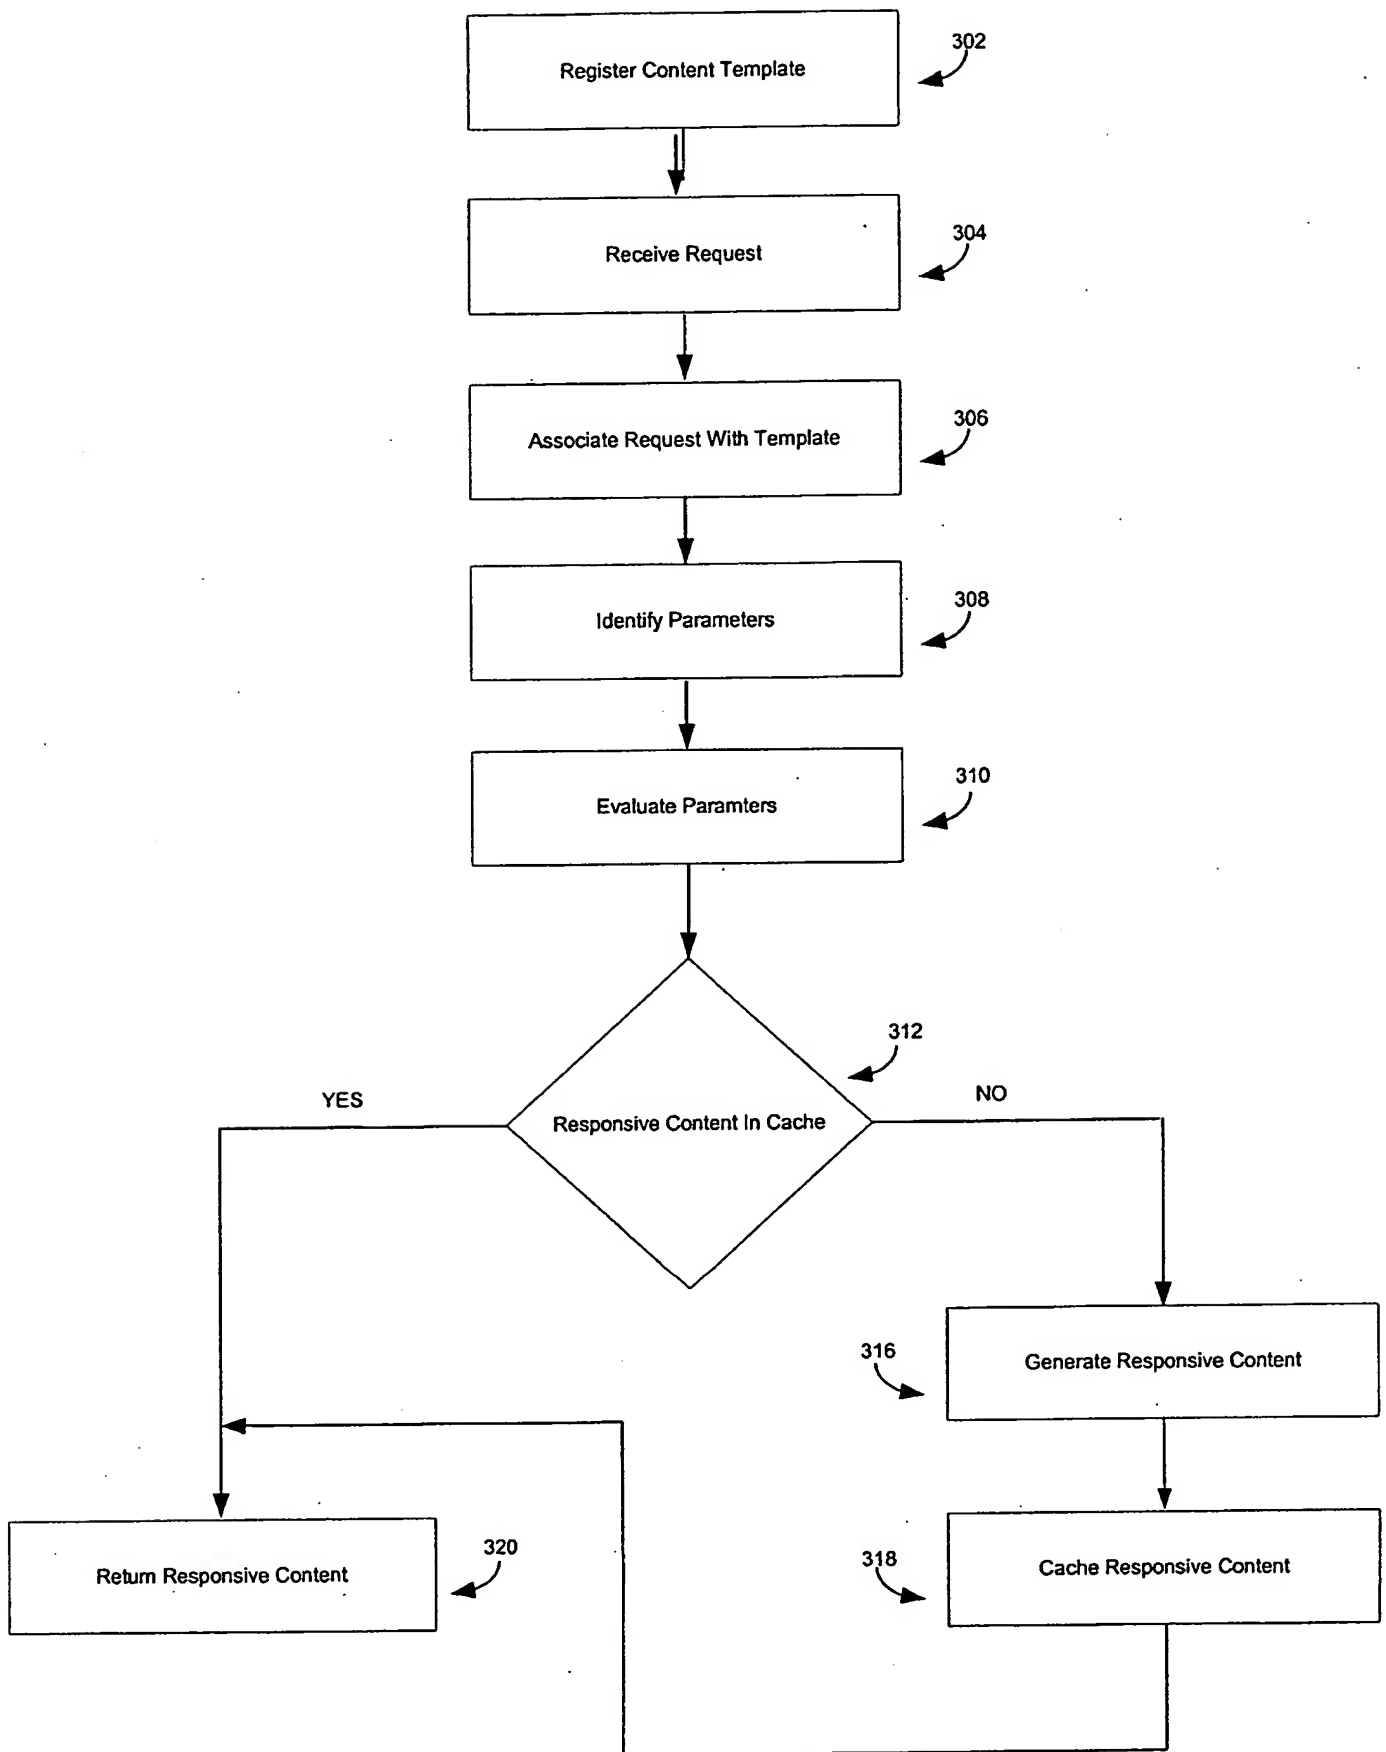 Register Content Template
302
Receive Request
304
Associate Request With Template
306
Identify Parameters
308
Evaluate Paramters
310
312
Responsive Content In Cache
YES
NO
316
Generate Responsive Content
Return Responsive Content
320
318
Cache Responsive Content